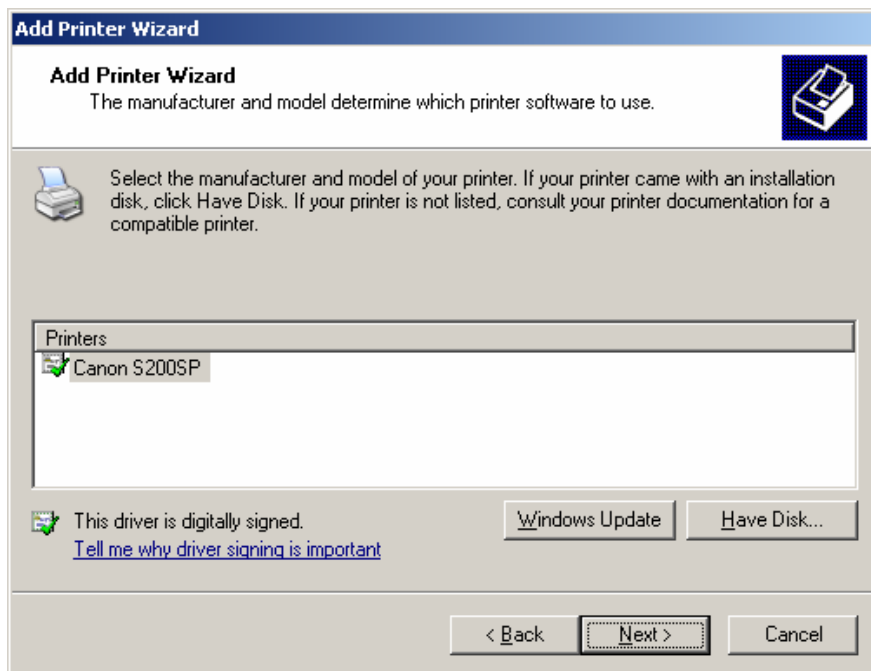 Add Printer Wizard
Add Printer Wizard
The manufacturer and model determine which printer software to use.
Select the manufacturer and model of your printer. If your printer came with an installation
disk, click Have Disk. If your printer is not listed, consult your printer documentation for a
compatible printer.
Printers
Canon S200SP
This driver is digitally signed.
Tell me why driver signing is important
Windows Update
Have Disk...
< Back
Next >
Cancel